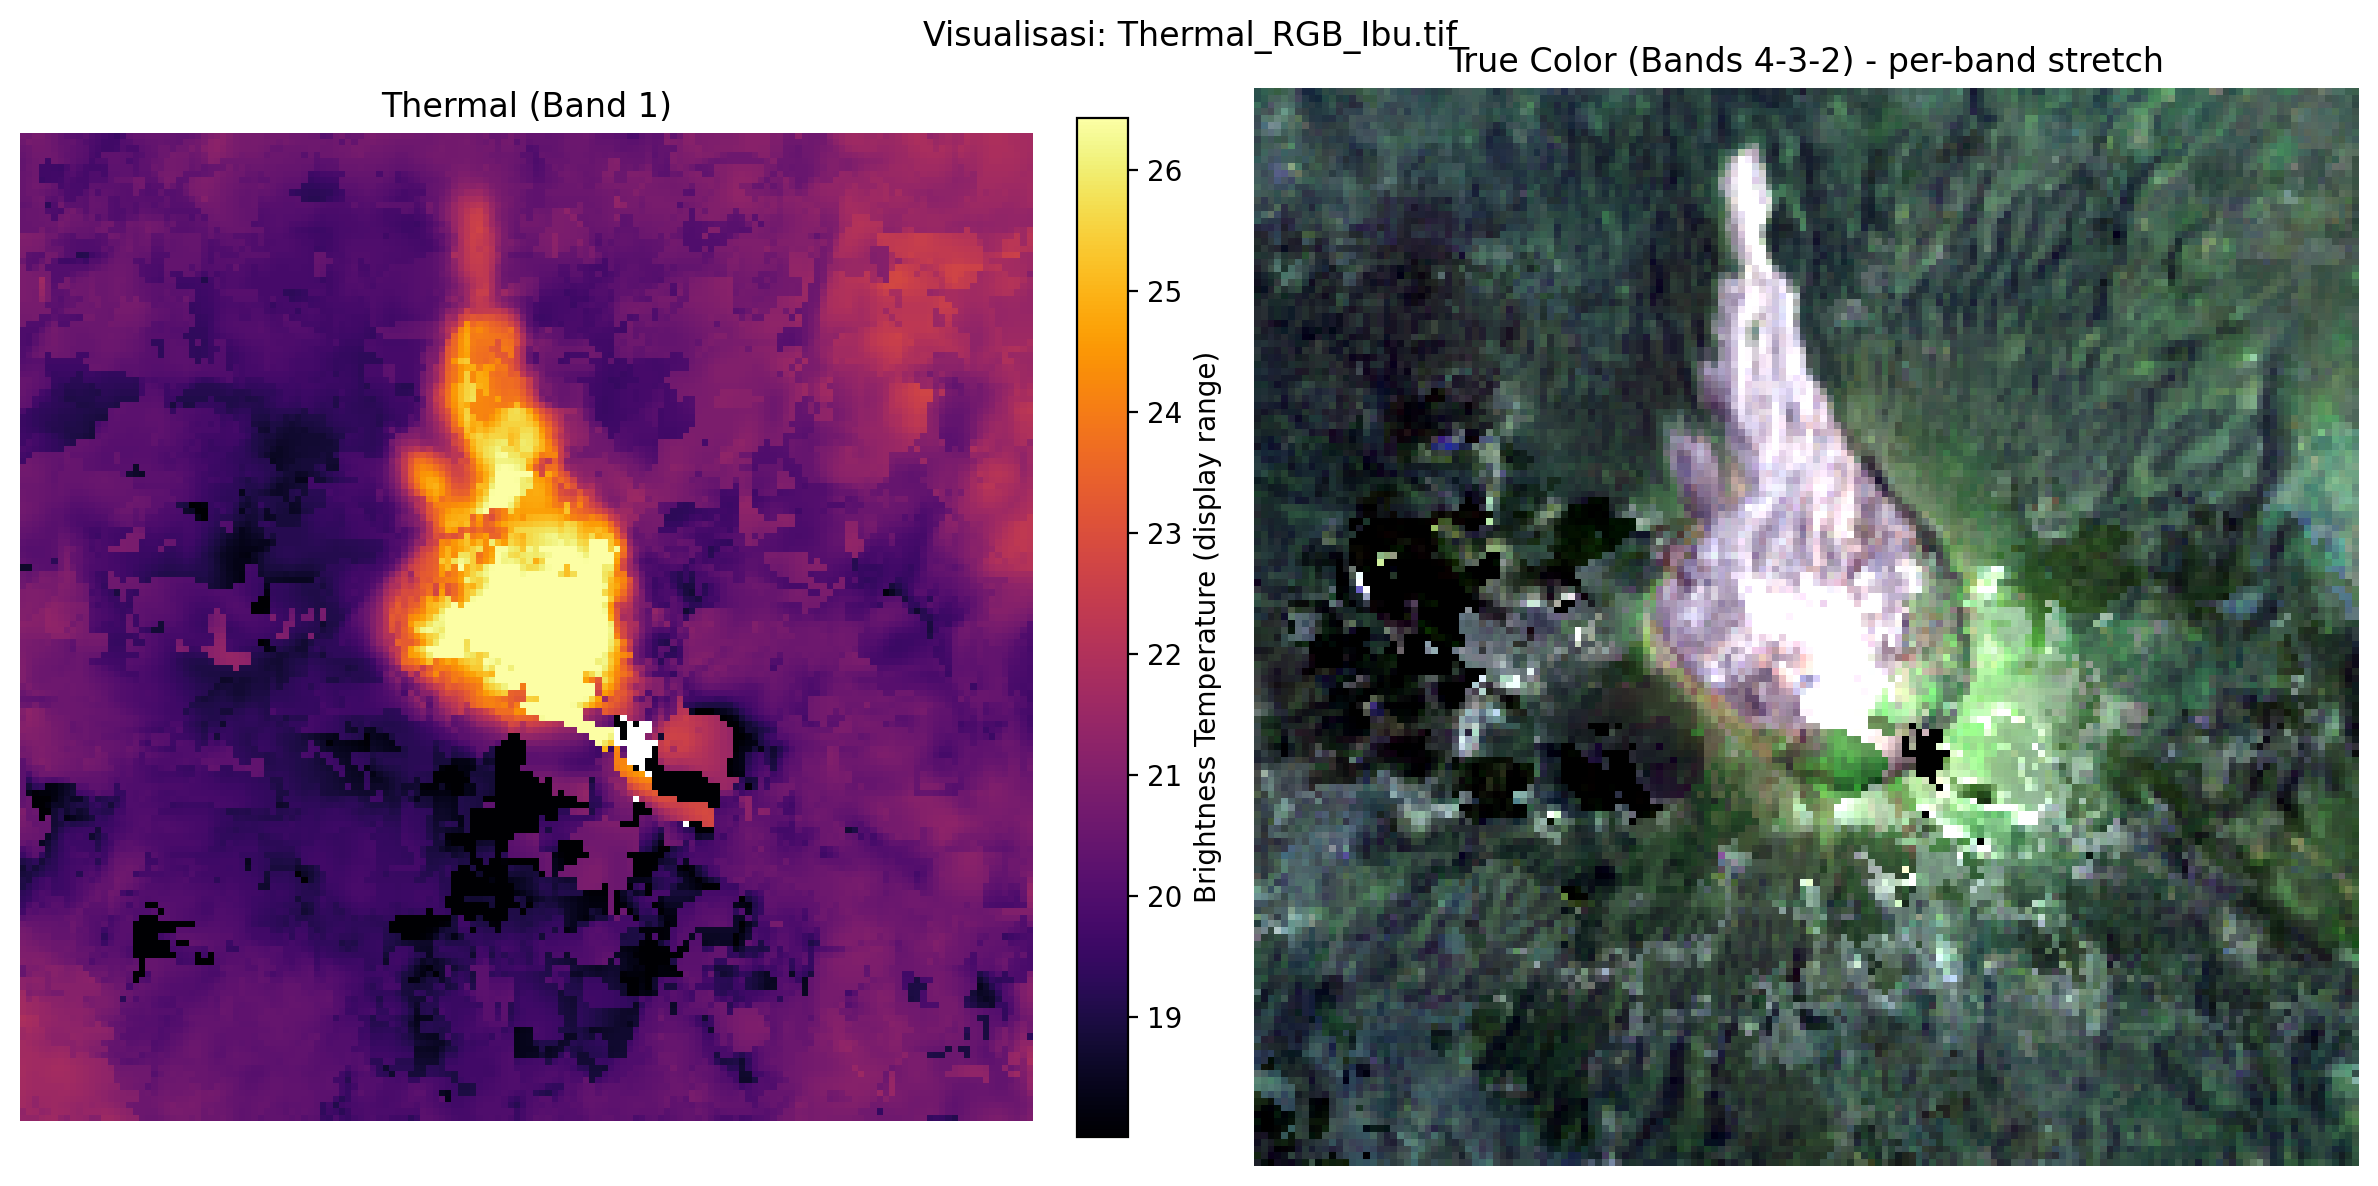 Visualisasi: Thermal_RGB_Ibu.tif
Thermal (Band 1)
True Color (Bands 4-3-2) - per-band stretch
26
25
24
23
22
21
20
19
Brightness Temperature (display range)